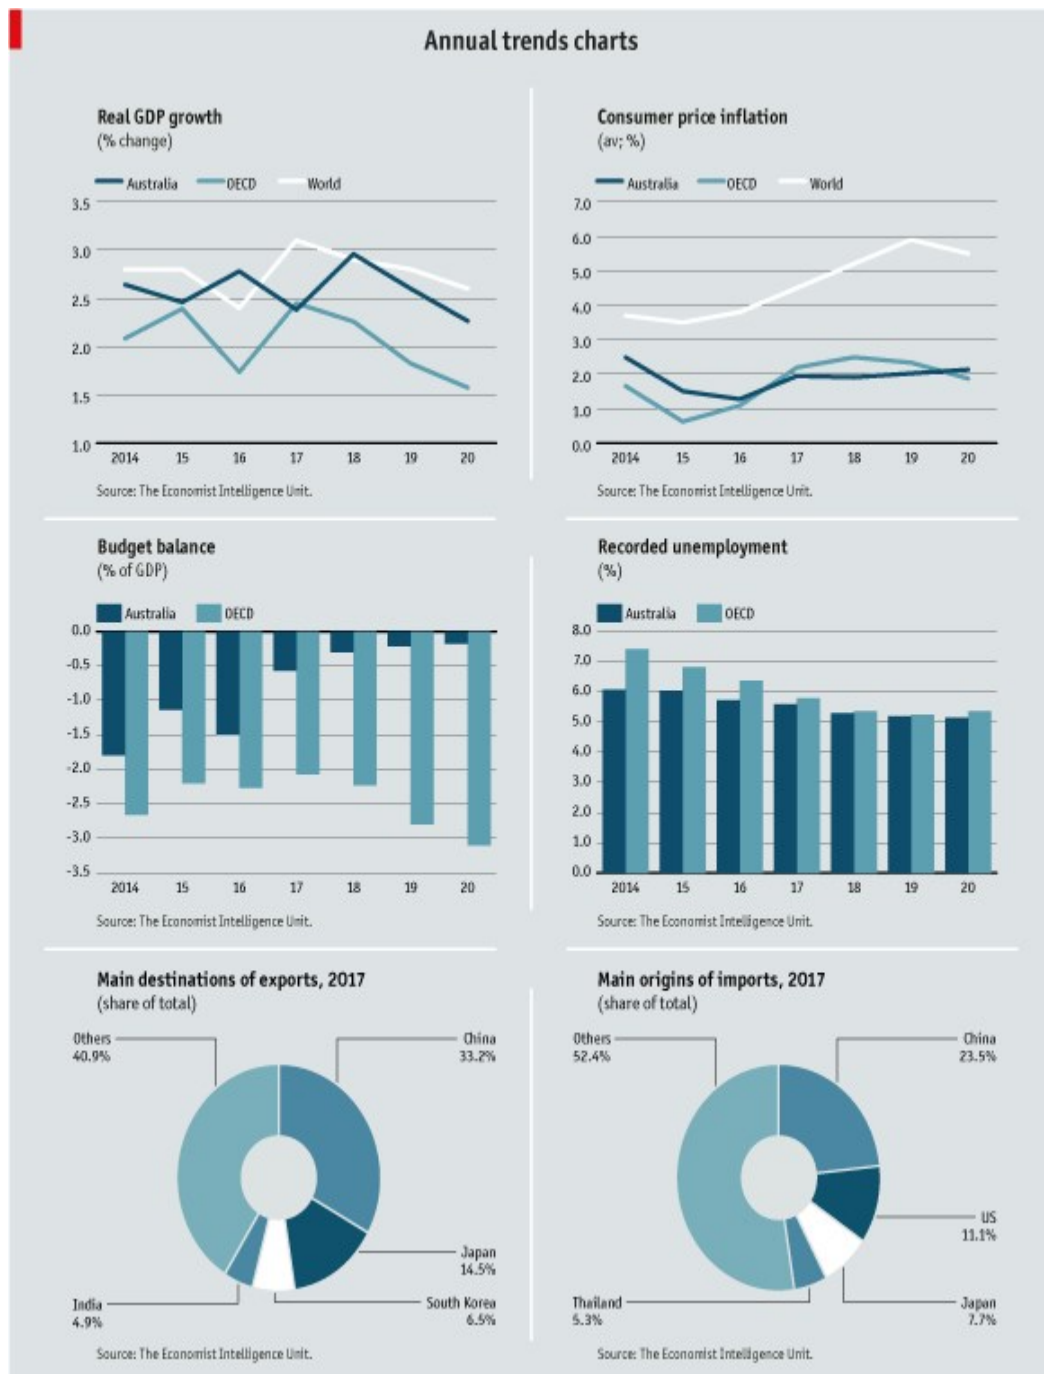 Annual trends charts
Real GDP growth
(% change)
Australia OECD World
3.5
3.0
2.5
2.0
1.5
1.0
2014 15 16 17 18 19 20
Source: The Economist Intelligence Unit.
Consumer price inflation
(av; %)
Australia OECD World
7.0
6.0
5.0
4.0
3.0
2.0
1.0
0.0
2014 15 16 17 18 19 20
Source: The Economist Intelligence Unit.
Budget balance
(% of GDP)
Australia OECD
0.0
-0.5
-1.0
-1.5
-2.0
-2.5
-3.0
-3.5
2014 15 16 17 18 19 20
Source: The Economist Intelligence Unit.
Recorded unemployment
(%)
Australia OECD
8.0
7.0
6.0
5.0
4.0
3.0
2.0
1.0
0.0
2014 15 16 17 18 19 20
Source: The Economist Intelligence Unit.
Main destinations of exports, 2017
(share of total)
Others
40.9%
China
33.2%
Japan
14.5%
South Korea
6.5%
India
4.9%
Source: The Economist Intelligence Unit.
Main origins of imports, 2017
(share of total)
Others
52.4%
China
23.5%
US
11.1%
Japan
7.7%
Thailand
5.3%
Source: The Economist Intelligence Unit.